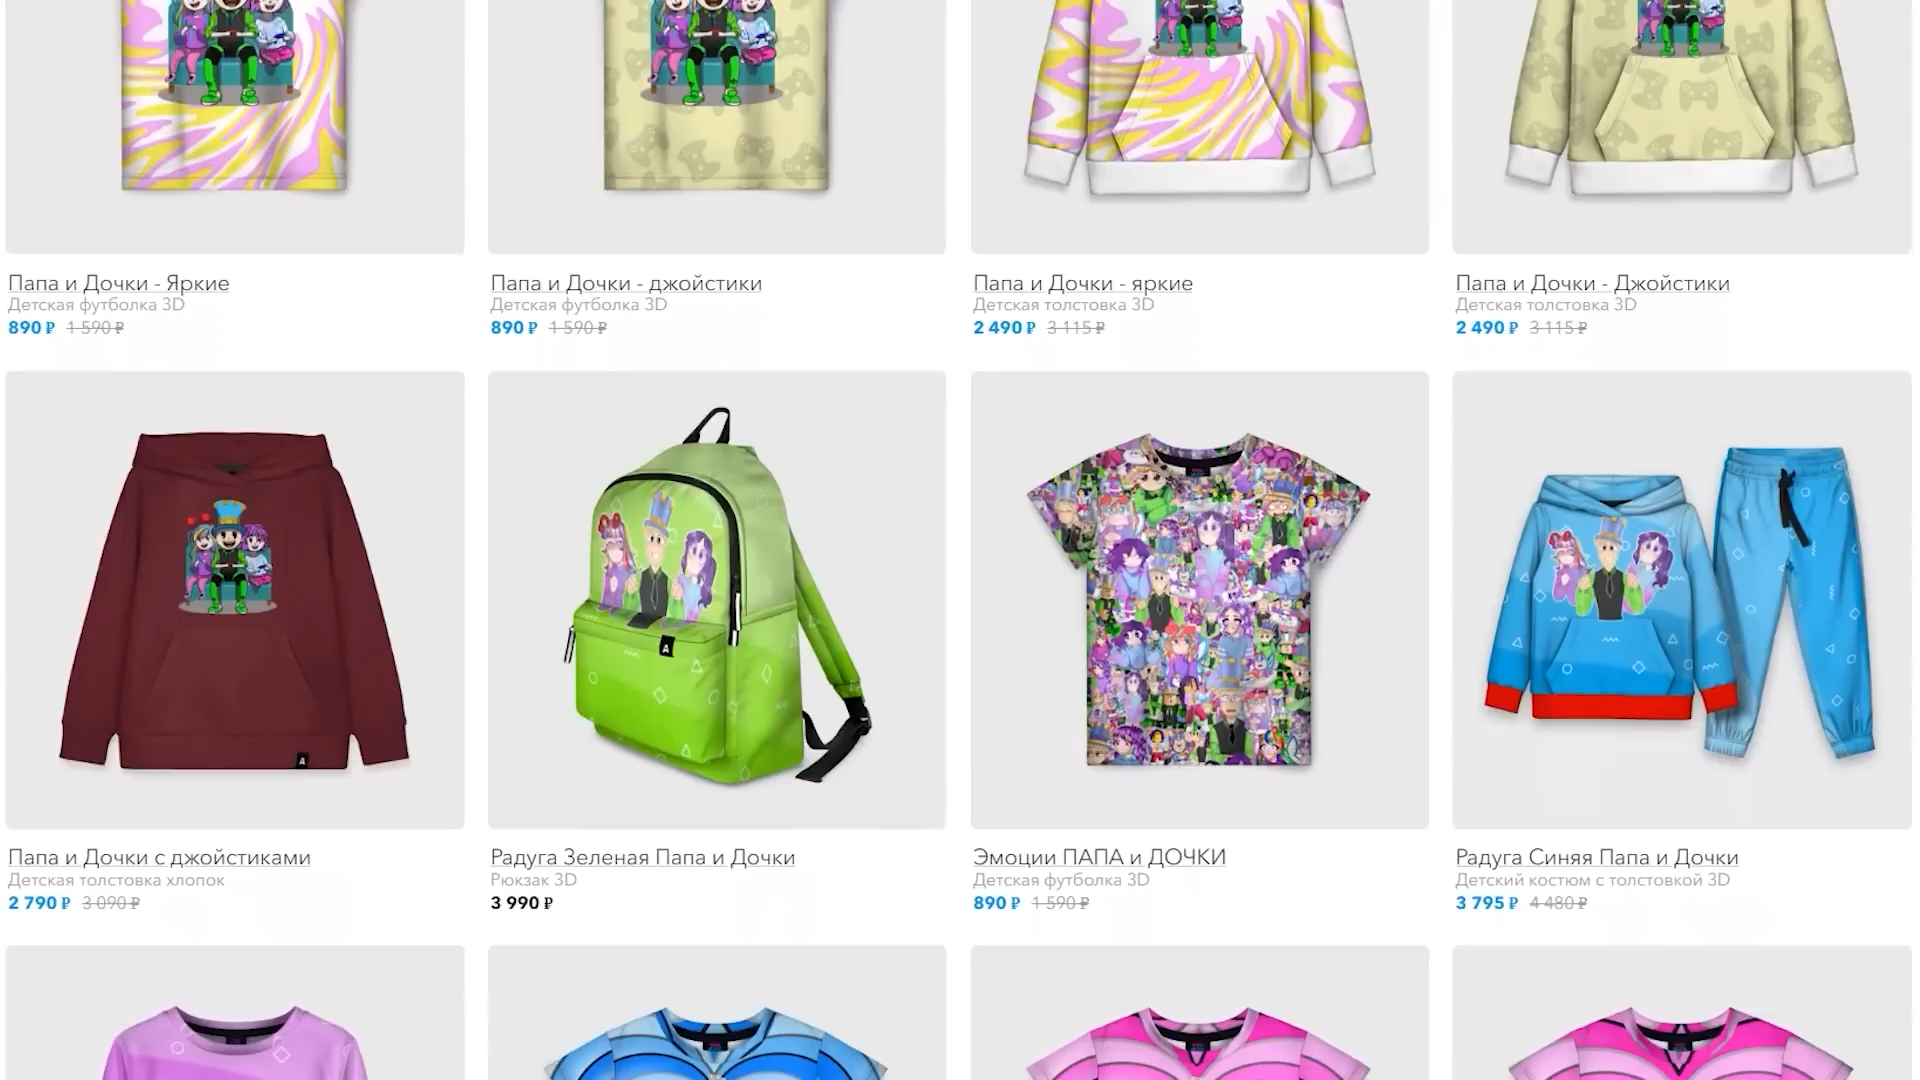 Папа и Дочки - Яркие
Детская футболка 3D
890 ₽ 1 590 ₽
Папа и Дочки - джойстики
Детская футболка 3D
890 ₽ 1 590 ₽
Папа и Дочки - яркие
Детская толстовка 3D
2 490 ₽ 3 115 ₽
Папа и Дочки - Джойстики
Детская толстовка 3D
2 490 ₽ 3 115 ₽
A
Папа и Дочки с джойстиками
Детская толстовка хлопок
2 790 ₽ 3 090 ₽
A
Радуга Зеленая Папа и Дочки
Рюкзак 3D
3 990 ₽
Эмоции ПАПА и ДОЧКИ
Детская футболка 3D
890 ₽ 1 590 ₽
Радуга Синяя Папа и Дочки
Детский костюм с толстовкой 3D
3 795 ₽ 4 480 ₽